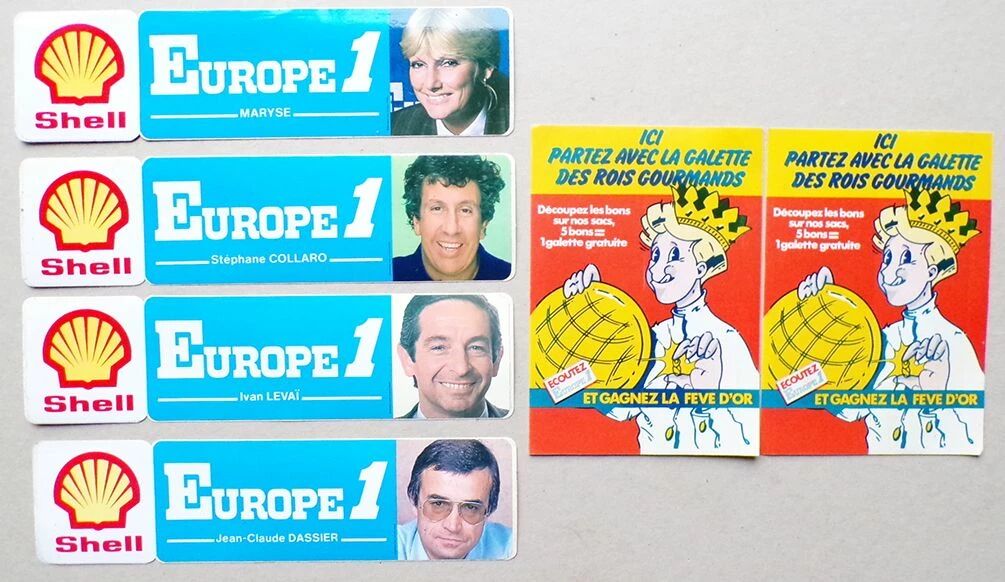 Shell
EUROPE 1
MARYSE
Shell
EUROPE 1
Stéphane COLLARO
Shell
EUROPE 1
Ivan LEVAÏ
Shell
EUROPE 1
Jean-Claude DASSIER
ICI
PARTEZ AVEC LA GALETTE
DES ROIS GOURMANDS
Découpez les bons
sur nos sacs,
5 bons =
1 galette gratuite
ECOUTEZ
EUROPE 1
ET GAGNEZ LA FEVE D'OR
ICI
PARTEZ AVEC LA GALETTE
DES ROIS GOURMANDS
Découpez les bons
sur nos sacs,
5 bons =
1 galette gratuite
ECOUTEZ
EUROPE 1
ET GAGNEZ LA FEVE D'OR